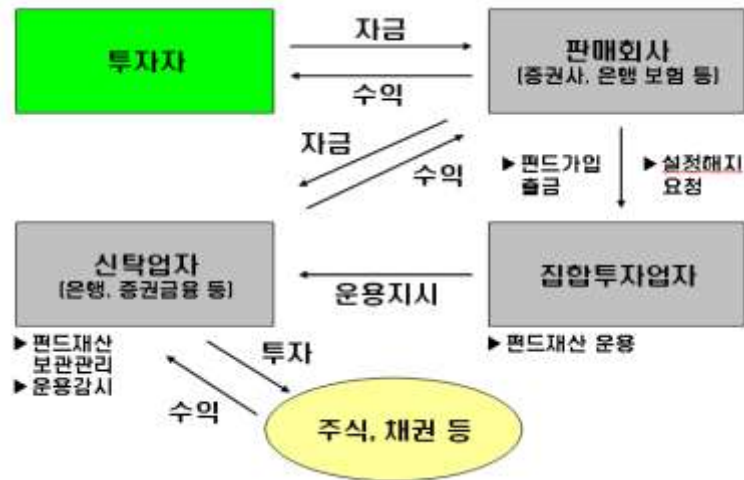 투자자
자금
수익
판매회사
(증권사, 은행 보험 등)
자금
수익
▶ 펀드가입
출금
▶ 설정해지
요청
신탁업자
(은행, 증권금융 등)
운용지시
집합투자업자
▶ 펀드재산
보관관리
▶ 운용감시
▶ 펀드재산 운용
투자
수익
주식, 채권 등